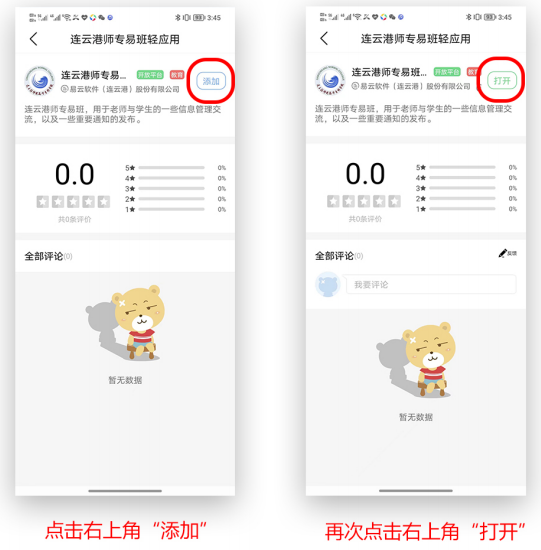 3:45
连云港师专易班轻应用
连云港师专易...
开放平台
教育
添加
易云软件（连云港）股份有限公司
连云港师专易班，用于老师与学生的一些信息管理交
流，以及一些重要通知的发布。
0.0
共0条评价
5★ 0%
4★ 0%
3★ 0%
2★ 0%
1★ 0%
全部评论(0)
暂无数据
点击右上角“添加”
3:45
连云港师专易班轻应用
连云港师专易班...
开放平台
打开
易云软件（连云港）股份有限公司
连云港师专易班，用于老师与学生的一些信息管理交
流，以及一些重要通知的发布。
0.0
共0条评价
5★ 0%
4★ 0%
3★ 0%
2★ 0%
1★ 0%
全部评论(0)
反馈
我要评论
暂无数据
再次点击右上角“打开”